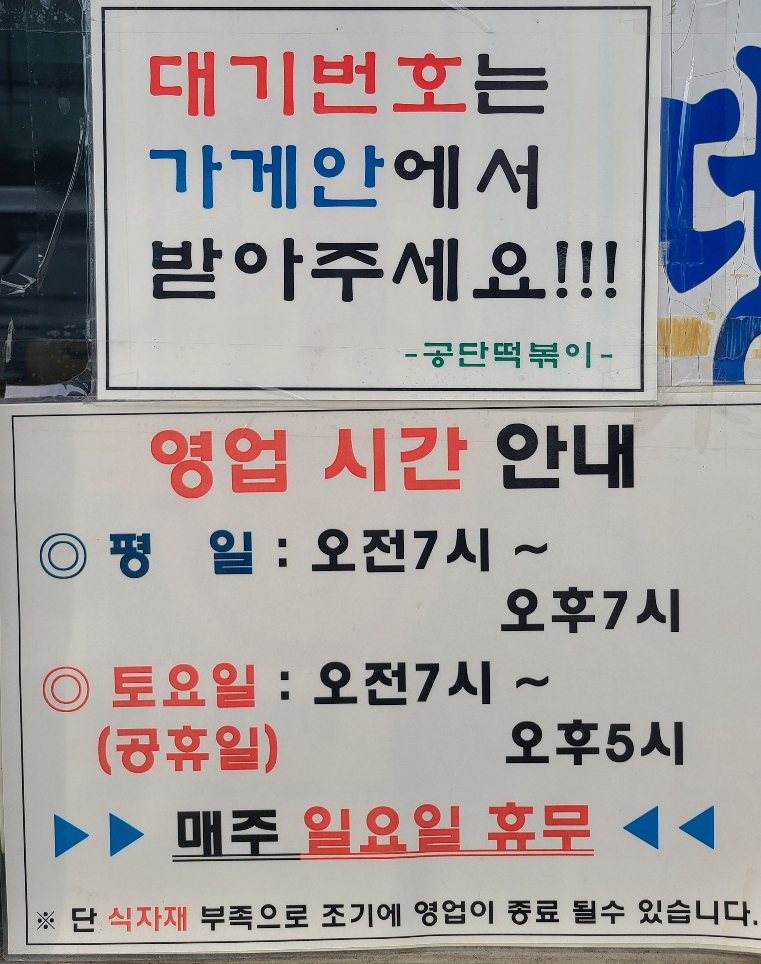 대기번호는
가게안에서
받아주세요!!!
-공단떡볶이-
영업 시간 안내
◎ 평 일 : 오전7시 ~
오후7시
◎ 토요일 : 오전7시 ~
(공휴일) 오후5시
▶▶ 매주 일요일 휴무 ◀◀
※ 단 식자재 부족으로 조기에 영업이 종료 될수 있습니다.